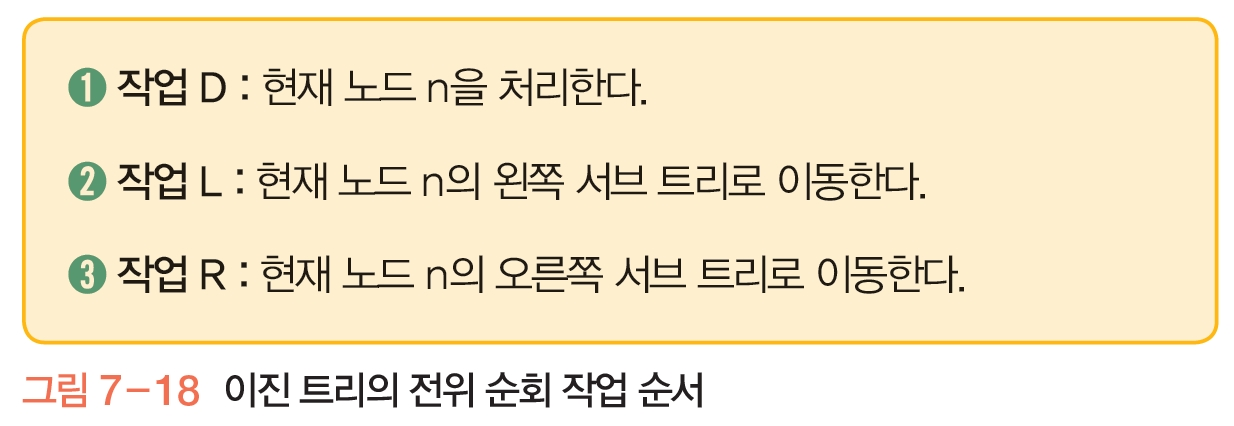 ❶ 작업 D : 현재 노드 n을 처리한다.
❷ 작업 L : 현재 노드 n의 왼쪽 서브 트리로 이동한다.
❸ 작업 R : 현재 노드 n의 오른쪽 서브 트리로 이동한다.
그림 7-18 이진 트리의 전위 순회 작업 순서